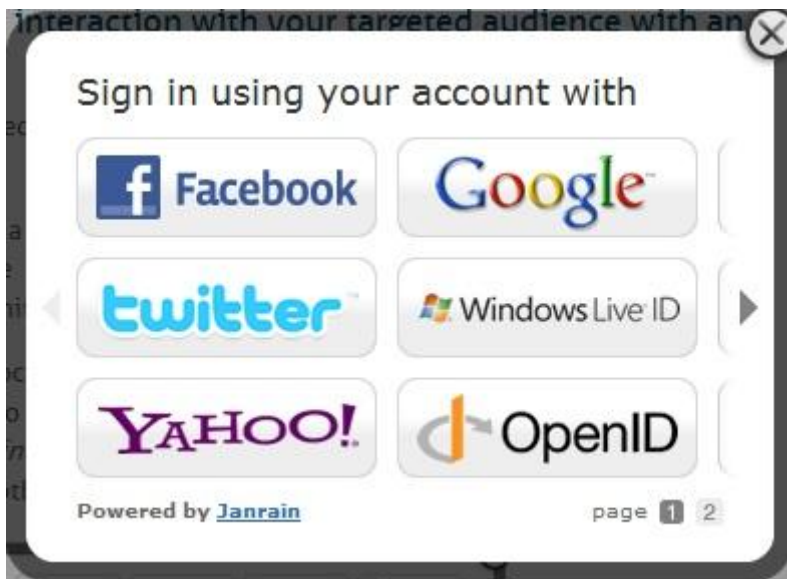 interaction with your targeted audience with an
Sign in using your account with
Facebook Google™
twitter Windows Live ID
YAHOO! OpenID
Powered by Janrain page 1 2